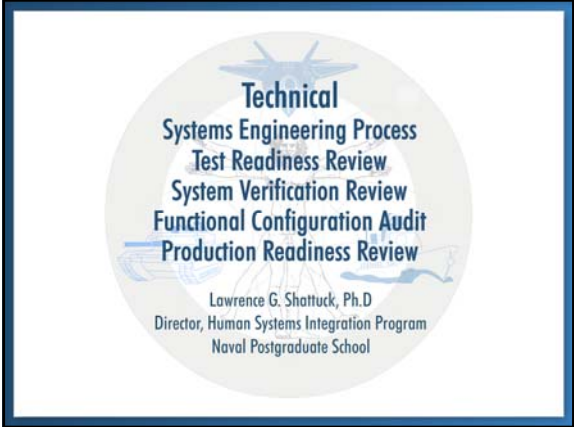 Technical
Systems Engineering Process
Test Readiness Review
System Verification Review
Functional Configuration Audit
Production Readiness Review
Lawrence G. Shattuck, Ph.D
Director, Human Systems Integration Program
Naval Postgraduate School